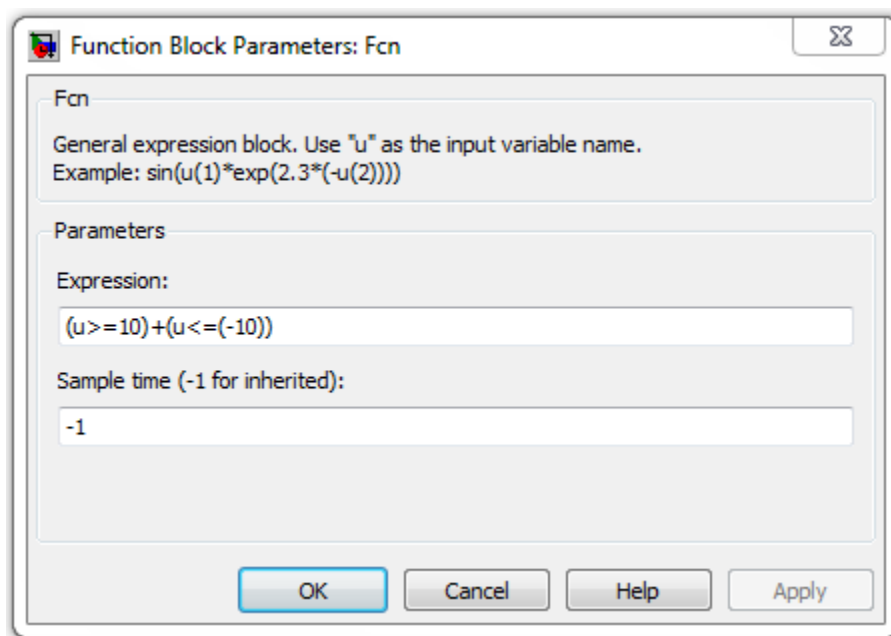 Function Block Parameters: Fcn
Fcn
General expression block. Use "u" as the input variable name.
Example: sin(u(1)*exp(2.3*(-u(2))))
Parameters
Expression:
(u>=10)+(u<=(-10))
Sample time (-1 for inherited):
-1
OK Cancel Help Apply